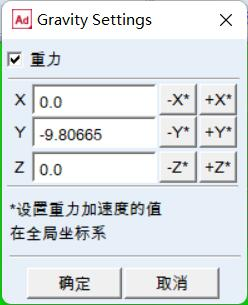 Ad Gravity Settings
重力
X 0.0 -X* +X*
Y -9.80665 -Y* +Y*
Z 0.0 -Z* +Z*
*设置重力加速度的值
在全局坐标系
确定 取消